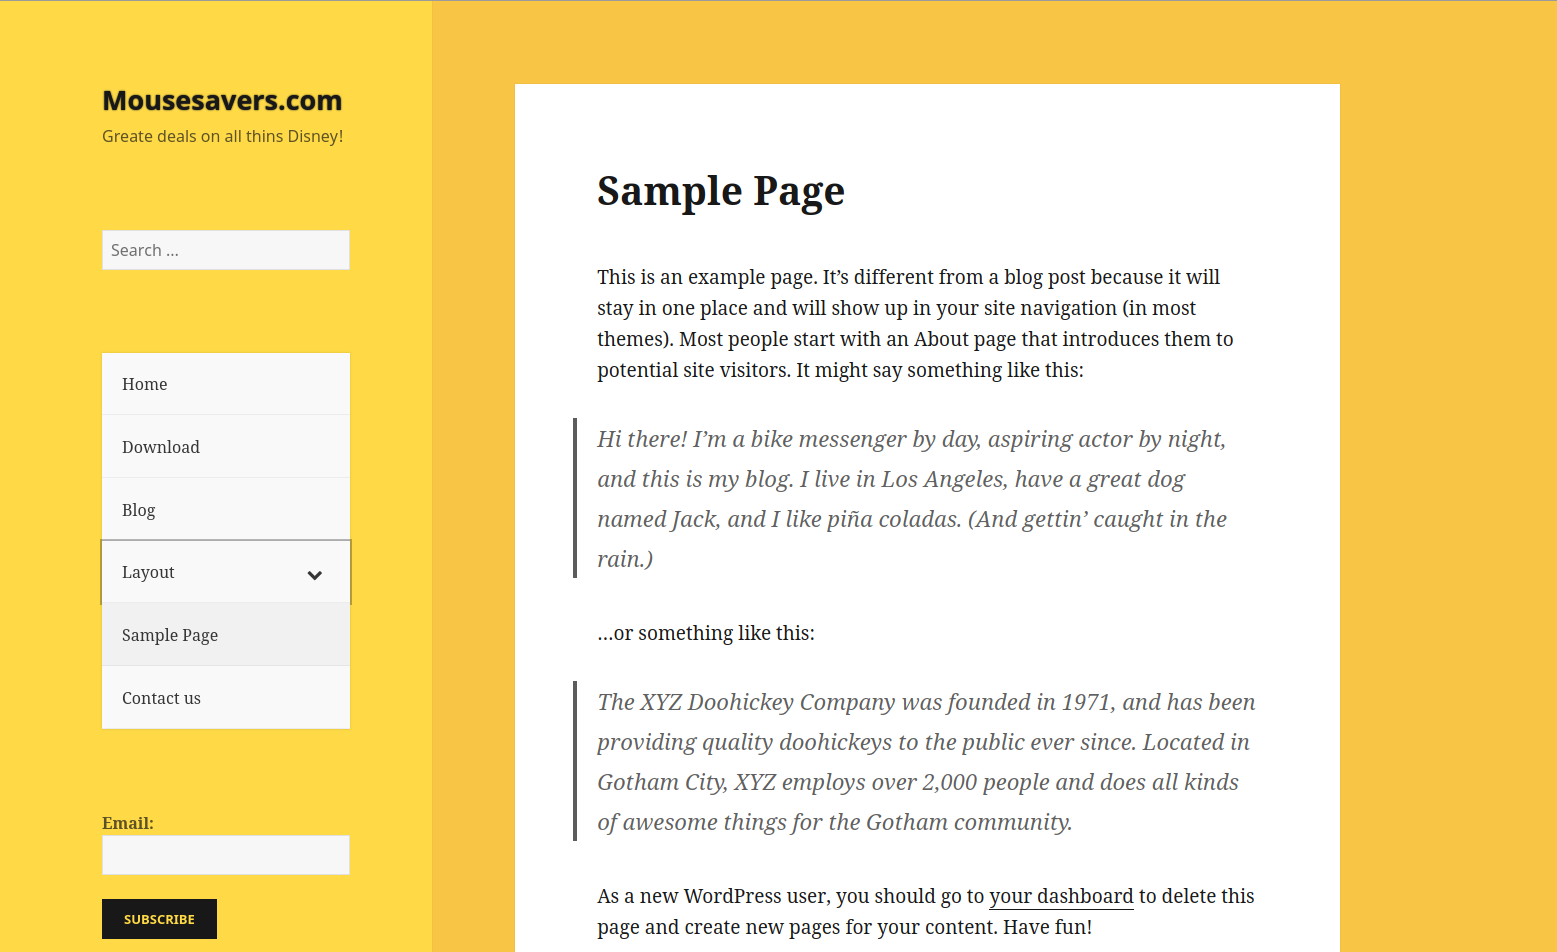 Mousesavers.com
Greate deals on all thins Disney!
Search ...
Home
Download
Blog
Layout
Sample Page
Contact us
Email:
SUBSCRIBE
Sample Page
This is an example page. It’s different from a blog post because it will
stay in one place and will show up in your site navigation (in most
themes). Most people start with an About page that introduces them to
potential site visitors. It might say something like this:
Hi there! I’m a bike messenger by day, aspiring actor by night,
and this is my blog. I live in Los Angeles, have a great dog
named Jack, and I like piña coladas. (And gettin’ caught in the
rain.)
…or something like this:
The XYZ Doohickey Company was founded in 1971, and has been
providing quality doohickeys to the public ever since. Located in
Gotham City, XYZ employs over 2,000 people and does all kinds
of awesome things for the Gotham community.
As a new WordPress user, you should go to your dashboard to delete this
page and create new pages for your content. Have fun!